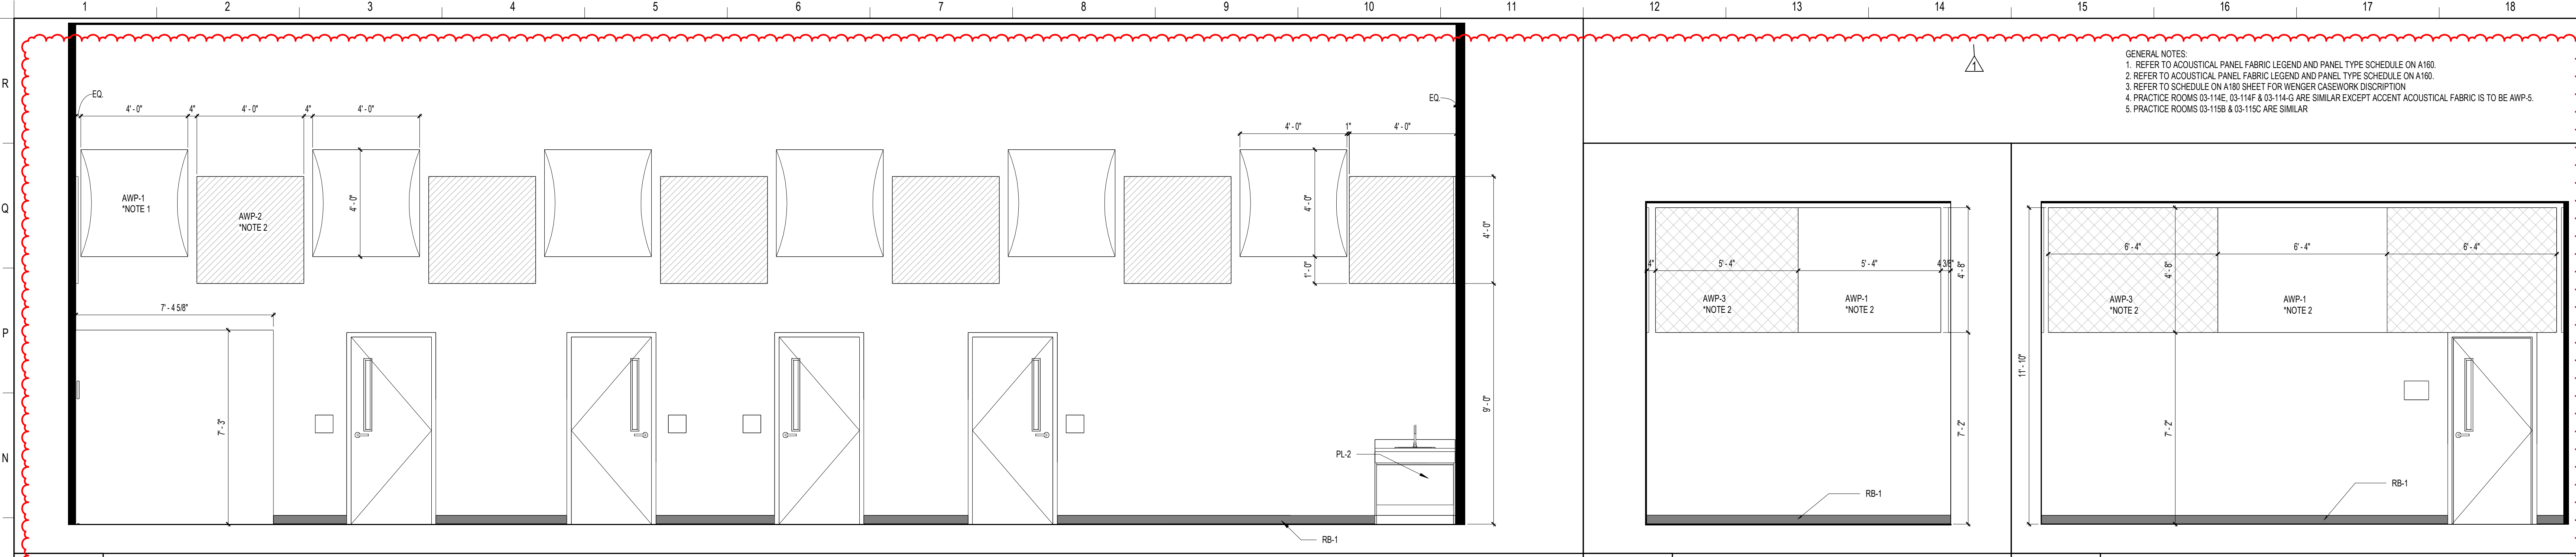 1 2 3 4 5 6 7 8 9 10 11 12 13 14 15 16 17 18
R
Q
P
N
1
GENERAL NOTES:
1. REFER TO ACOUSTICAL PANEL FABRIC LEGEND AND PANEL TYPE SCHEDULE ON A160.
2. REFER TO ACOUSTICAL PANEL FABRIC LEGEND AND PANEL TYPE SCHEDULE ON A160.
3. REFER TO SCHEDULE ON A180 SHEET FOR WENGER CASEWORK DISCRIPTION
4. PRACTICE ROOMS 03-114E, 03-114F & 03-114-G ARE SIMILAR EXCEPT ACCENT ACOUSTICAL FABRIC IS TO BE AWP-5.
5. PRACTICE ROOMS 03-115B & 03-115C ARE SIMILAR
EQ.
4' - 0" 4" 4' - 0" 4" 4' - 0"
AWP-1
*NOTE 1
AWP-2
*NOTE 2
4' - 0"
7' - 4 5/8"
7' - 3"
EQ.
4' - 0" 1" 4' - 0"
4' - 0"
1' - 0"
4' - 0"
9' - 0"
PL-2
RB-1
4" 5' - 4" 5' - 4" 4 3/8"
AWP-3
*NOTE 2
AWP-1
*NOTE 2
4' - 8"
7' - 2"
RB-1
11' - 10"
6' - 4" 6' - 4" 6' - 4"
4' - 8"
AWP-3
*NOTE 2
AWP-1
*NOTE 2
7' - 2"
RB-1